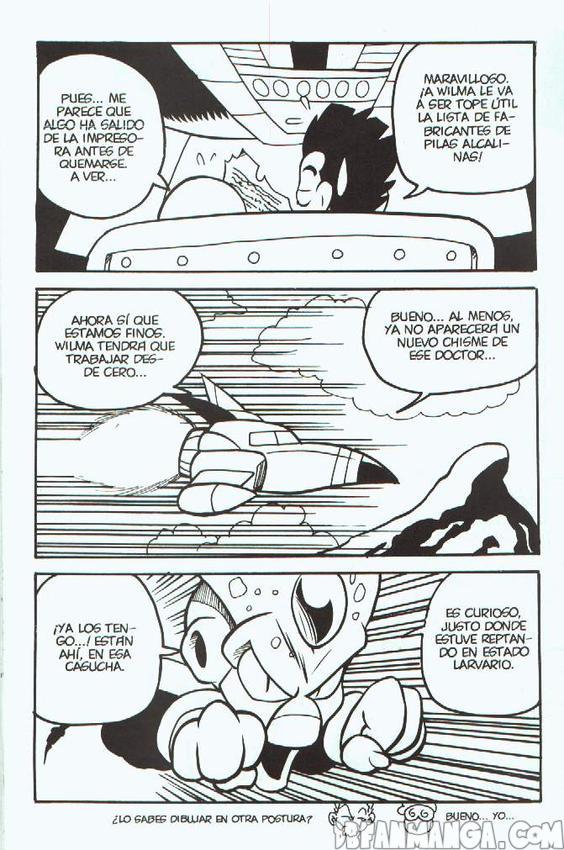 PUES... ME
PARECE QUE
ALGO HA SALIDO
DE LA IMPRESO-
RA ANTES DE
QUEMARSE.
A VER...
MARAVILLOSO.
¡A WILMA LE VA
A SER TOPE ÚTIL
LA LISTA DE FA-
BRICANTES DE
PILAS ALCALI-
NAS!
AHORA SÍ QUE
ESTAMOS FINOS.
WILMA TENDRA QUE
TRABAJAR DES-
DE CERO...
BUENO... AL MENOS,
YA NO APARECERÁ UN
NUEVO CHISME DE
ESE DOCTOR...
¡YA LOS TEN-
GO...! ESTÁN
AHÍ, EN ESA
CASUCHA.
ES CURIOSO,
JUSTO DONDE
ESTUVE REPTAN-
DO EN ESTADO
LARVARIO.
¿LO SABES DIBUJAR EN OTRA POSTURA?
BUENO... YO...
DBFANMANGA.COM